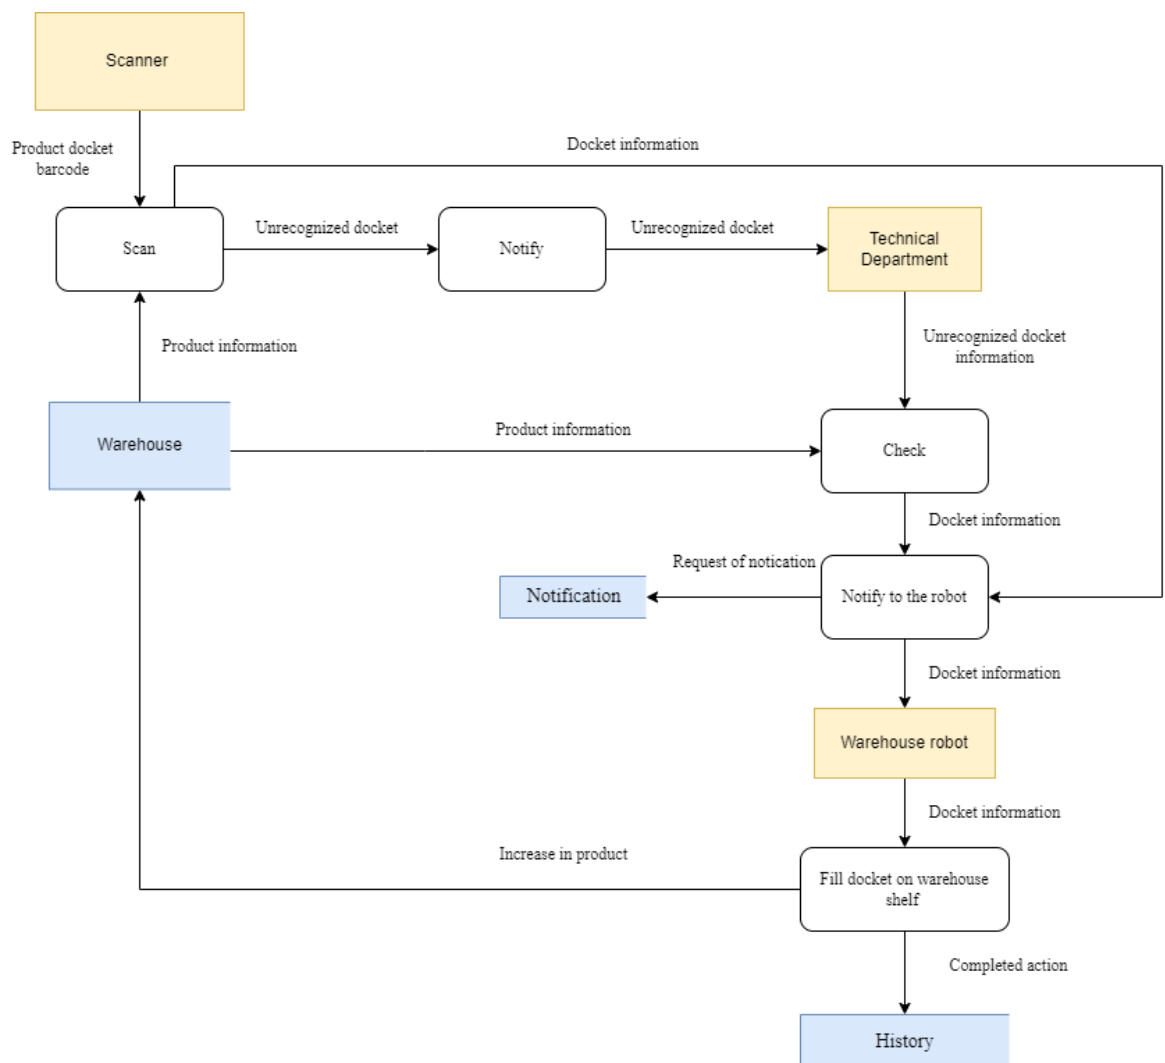 Scanner
Product docket
barcode
Docket information
Scan
Unrecognized docket
Notify
Unrecognized docket
Technical
Department
Product information
Unrecognized docket
information
Warehouse
Product information
Check
Docket information
Request of notication
Notification
Notify to the robot
Docket information
Warehouse robot
Docket information
Increase in product
Fill docket on warehouse
shelf
Completed action
History